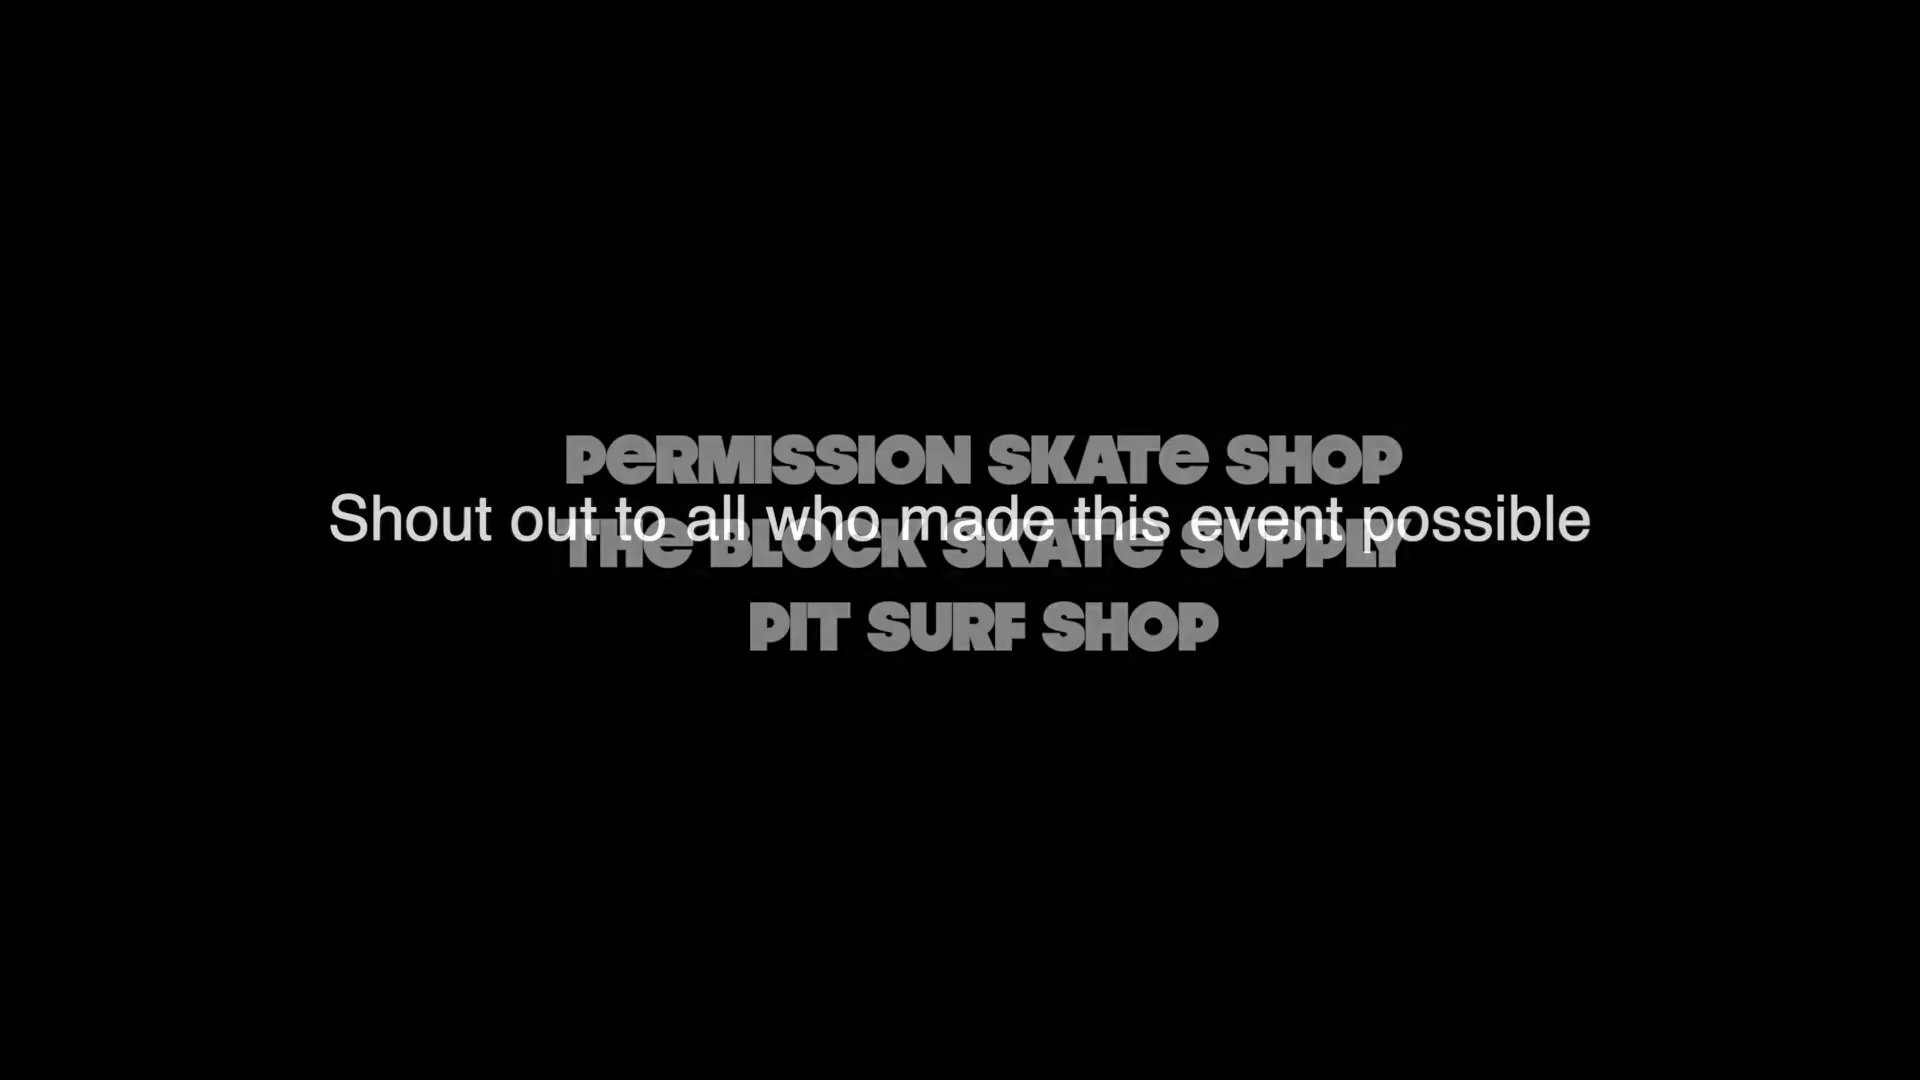 PeRMISSION SKATe SHOP
Shout out to all who made this event possible
THe BLOCK SKATe SUPPLY
PIT SURF SHOP